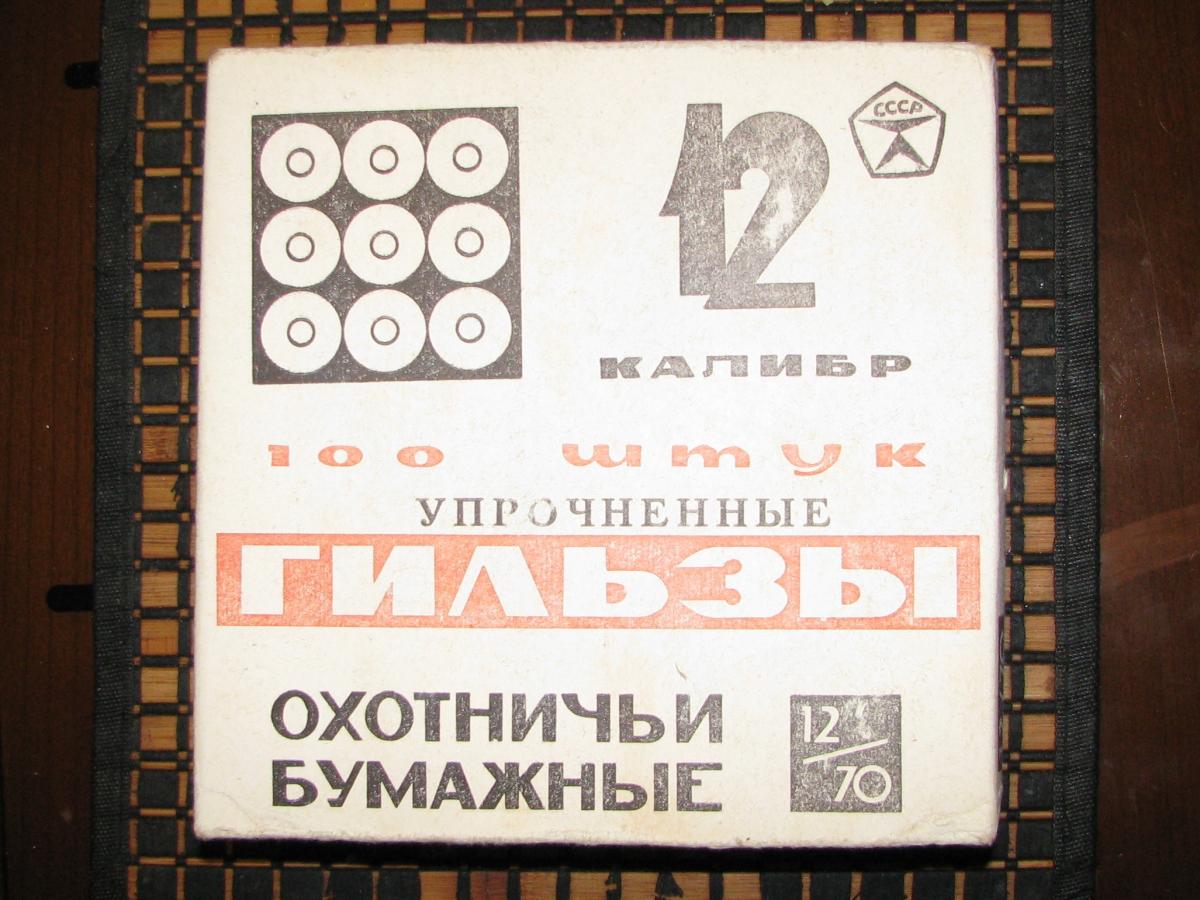 СССР
12
КАЛИБР
100 ШТУК
УПРОЧНЕННЫЕ
ГИЛЬЗЫ
ОХОТНИЧЬИ
БУМАЖНЫЕ
12/70